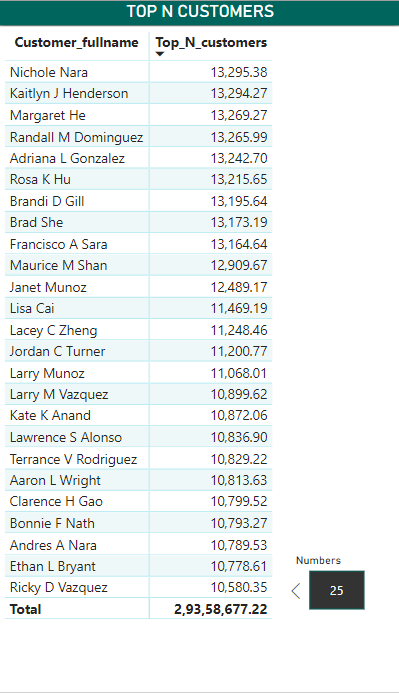 TOP N CUSTOMERS
Customer_fullname Top_N_customers
Nichole Nara 13,295.38
Kaitlyn J Henderson 13,294.27
Margaret He 13,269.27
Randall M Dominguez 13,265.99
Adriana L Gonzalez 13,242.70
Rosa K Hu 13,215.65
Brandi D Gill 13,195.64
Brad She 13,173.19
Francisco A Sara 13,164.64
Maurice M Shan 12,909.67
Janet Munoz 12,489.17
Lisa Cai 11,469.19
Lacey C Zheng 11,248.46
Jordan C Turner 11,200.77
Larry Munoz 11,068.01
Larry M Vazquez 10,899.62
Kate K Anand 10,872.06
Lawrence S Alonso 10,836.90
Terrance V Rodriguez 10,829.22
Aaron L Wright 10,813.63
Clarence H Gao 10,799.52
Bonnie F Nath 10,793.27
Andres A Nara 10,789.53
Ethan L Bryant 10,778.61
Ricky D Vazquez 10,580.35
Total 2,93,58,677.22
Numbers
25